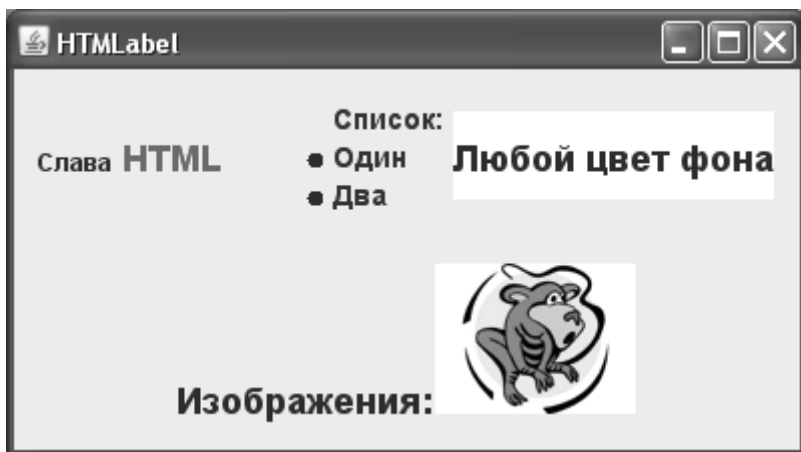 HTMLabel
Слава HTML
Список:
Один
Два
Любой цвет фона
Изображения: